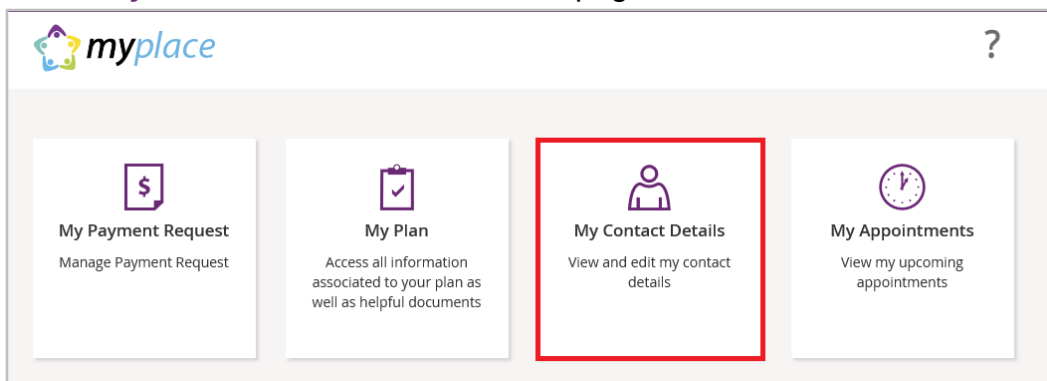 myplace
?
$
My Payment Request
Manage Payment Request
My Plan
Access all information
associated to your plan as
well as helpful documents
My Contact Details
View and edit my contact
details
My Appointments
View my upcoming
appointments